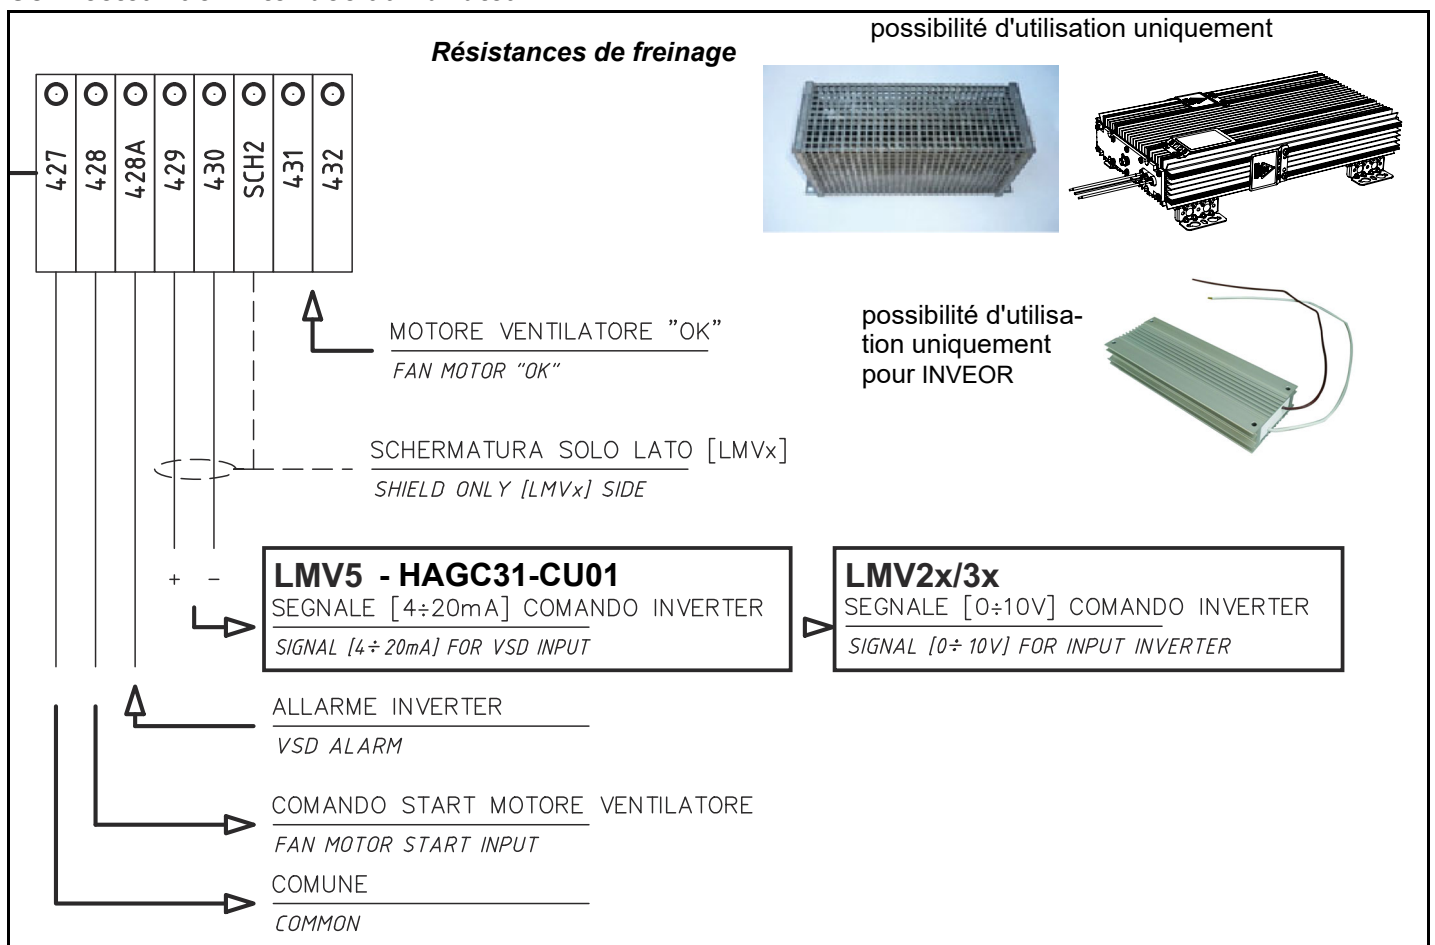 Résistances de freinage
possibilité d'utilisation uniquement
427
428
428A
429
430
SCH2
431
432
possibilité d'utilisa-
tion uniquement
pour INVEOR
MOTORE VENTILATORE ”OK”
FAN MOTOR "OK"
SCHERMATURA SOLO LATO [LMVx]
SHIELD ONLY [LMVx] SIDE
+ −
LMV5 - HAGC31-CU01
SEGNALE [4÷20mA] COMANDO INVERTER
SIGNAL [4÷20mA] FOR VSD INPUT
LMV2x/3x
SEGNALE [0÷10V] COMANDO INVERTER
SIGNAL [0÷ 10V] FOR INPUT INVERTER
ALLARME INVERTER
VSD ALARM
COMANDO START MOTORE VENTILATORE
FAN MOTOR START INPUT
COMUNE
COMMON